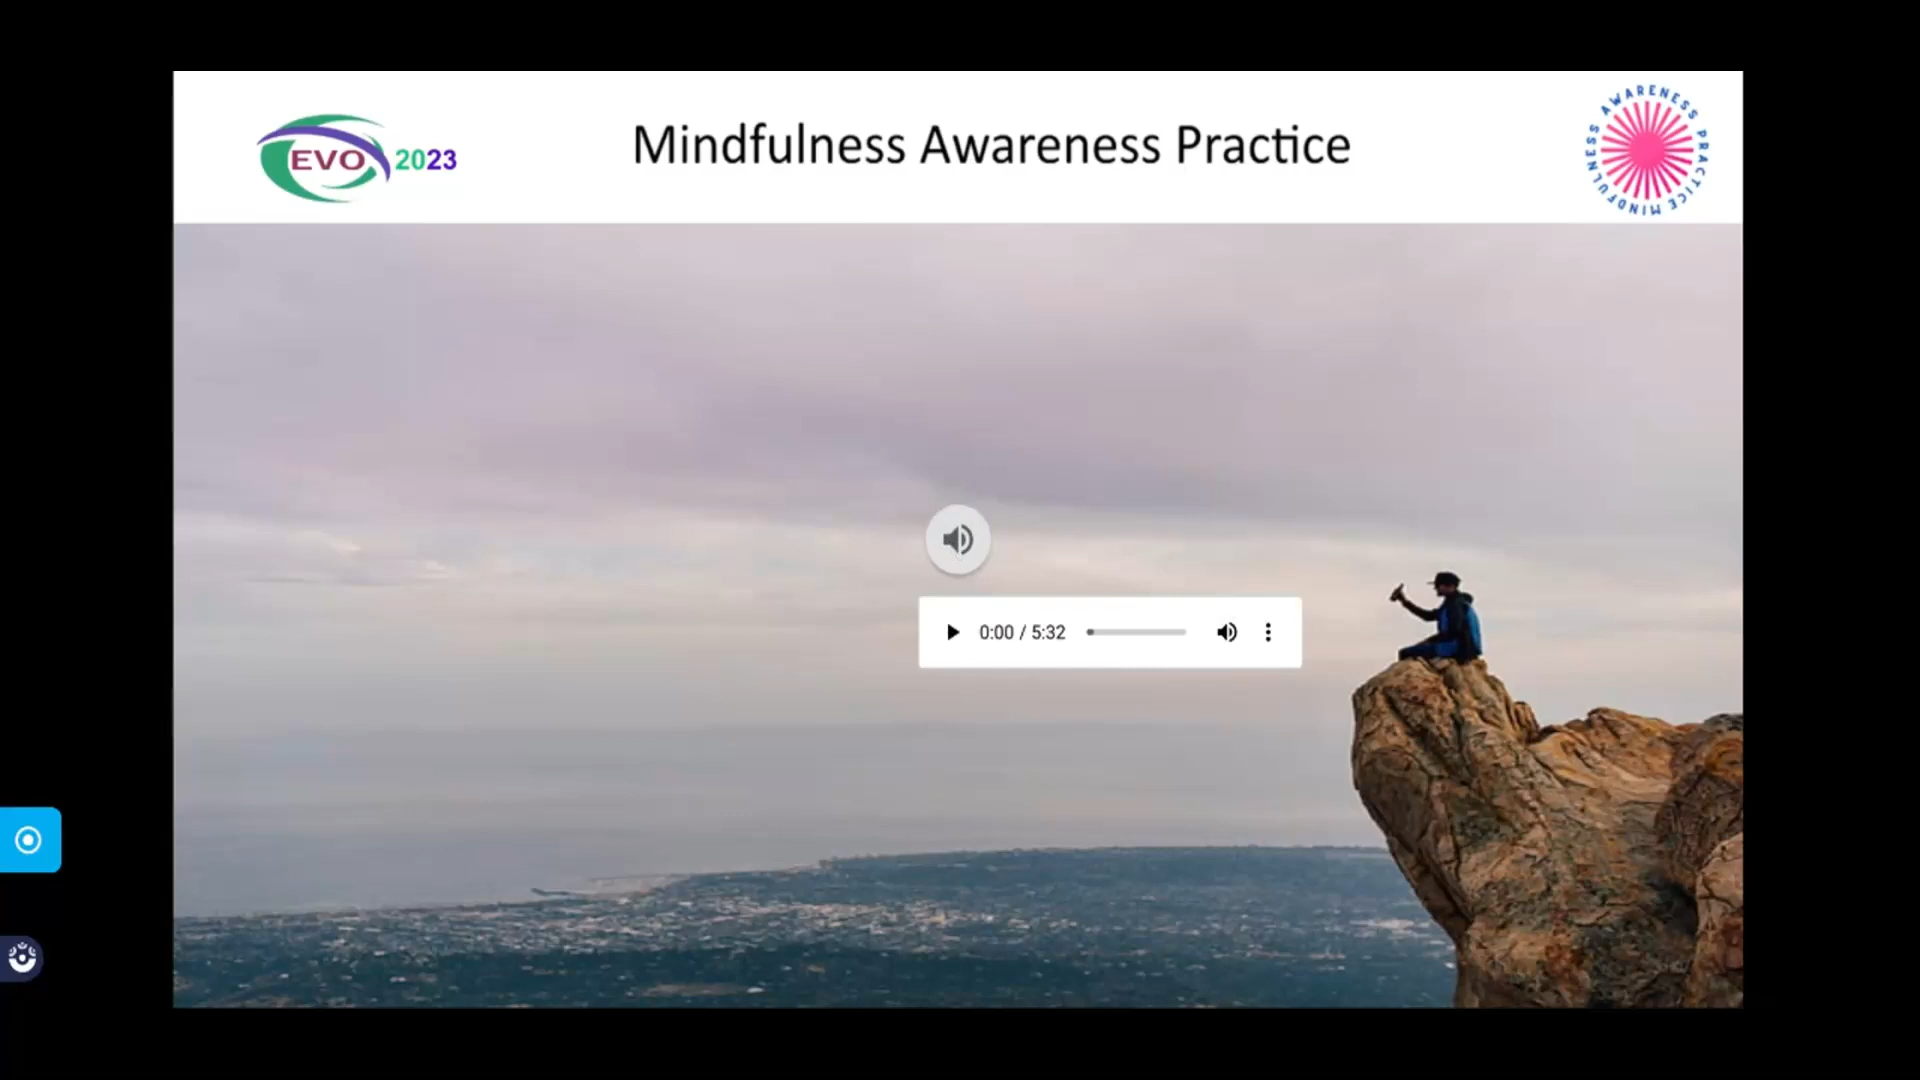 EVO 2023
Mindfulness Awareness Practice
MINDFULNESS AWARENESS PRACTICE
0:00 / 5:32